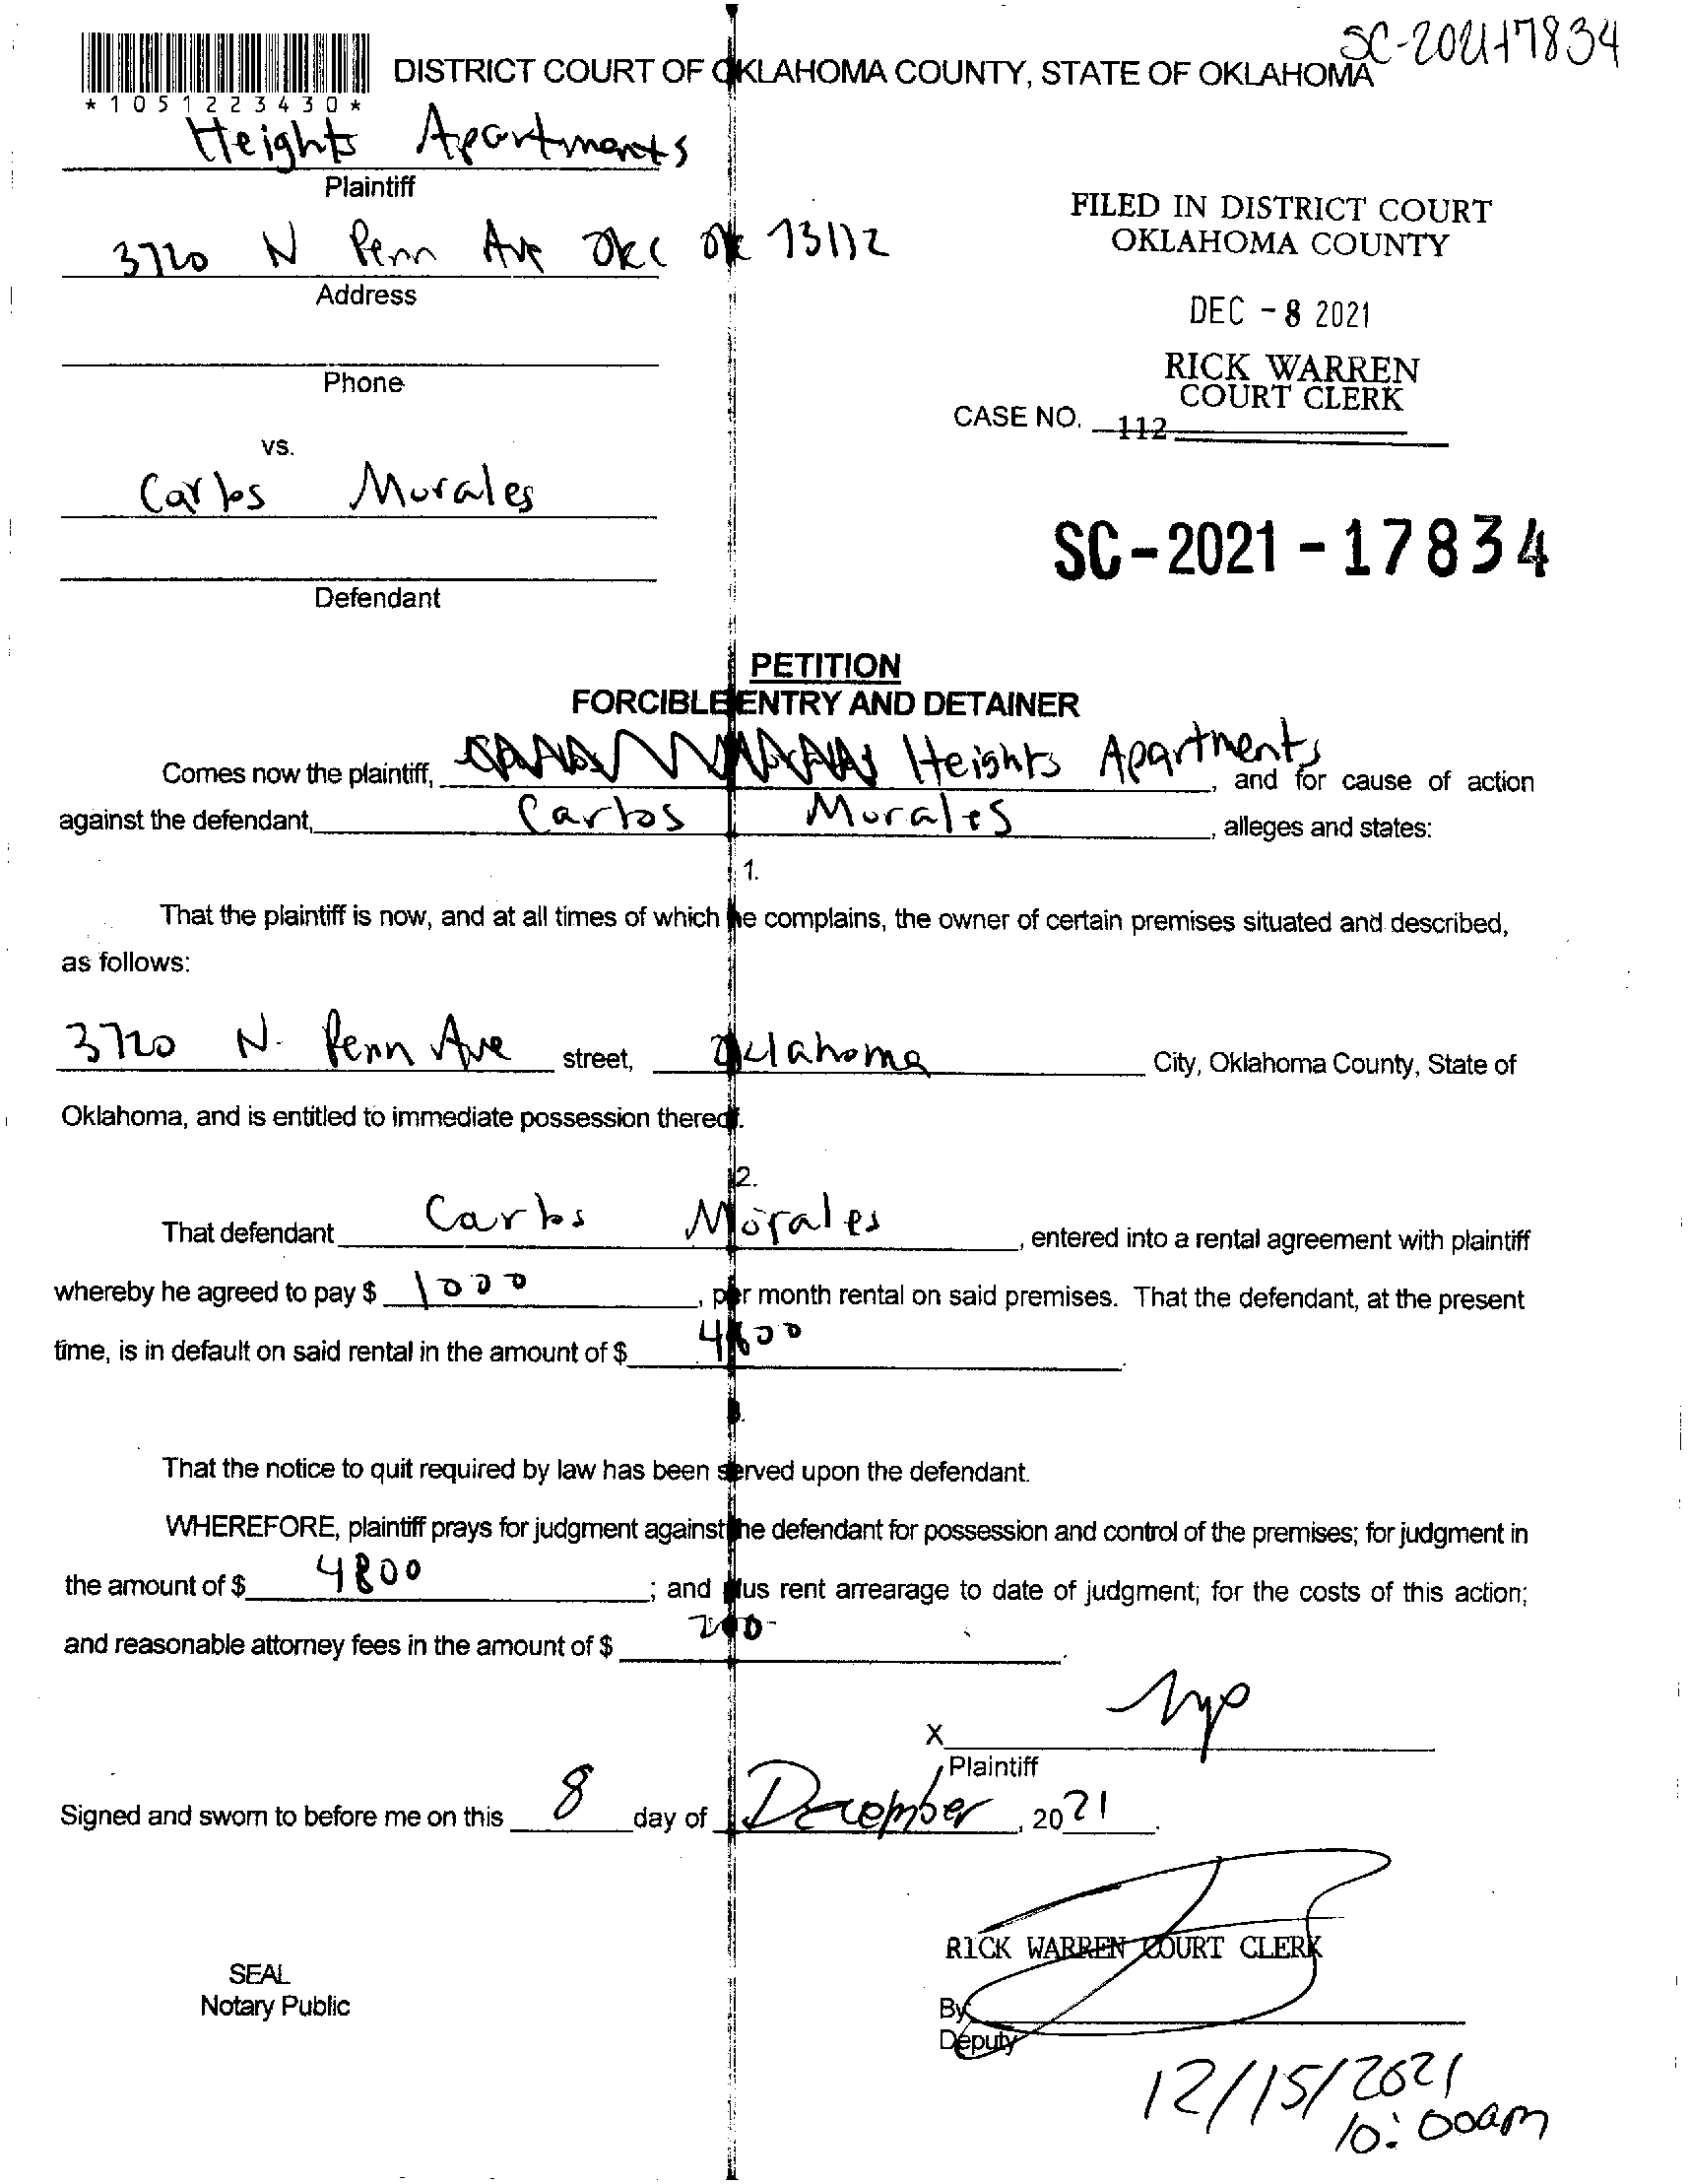 SC-2021-17834
DISTRICT COURT OF OKLAHOMA COUNTY, STATE OF OKLAHOMA
*1051223430*
Heights Apartments
Plaintiff
3720 N Penn Ave OKC OK 73112
Address
FILED IN DISTRICT COURT
OKLAHOMA COUNTY
DEC - 8 2021
RICK WARREN
COURT CLERK
Phone
CASE NO. 112
vs.
Carlos Morales
SC-2021-17834
Defendant
PETITION
FORCIBLE ENTRY AND DETAINER
Comes now the plaintiff, Heights Apartments, and for cause of action
against the defendant, Carlos Morales, alleges and states:
1.
That the plaintiff is now, and at all times of which he complains, the owner of certain premises situated and described,
as follows:
3720 N. Penn Ave street, Oklahoma City, Oklahoma County, State of
Oklahoma, and is entitled to immediate possession thereof.
2.
That defendant Carlos Morales, entered into a rental agreement with plaintiff
whereby he agreed to pay $ 1000, per month rental on said premises. That the defendant, at the present
time, is in default on said rental in the amount of $ 4800.
3.
That the notice to quit required by law has been served upon the defendant.
WHEREFORE, plaintiff prays for judgment against the defendant for possession and control of the premises; for judgment in
the amount of $ 4800; and plus rent arrearage to date of judgment; for the costs of this action;
and reasonable attorney fees in the amount of $ 200-.
X
Plaintiff
Signed and sworn to before me on this 8 day of December, 2021.
RICK WARREN COURT CLERK
SEAL
Notary Public
By
Deputy
12/15/2021
10:00am